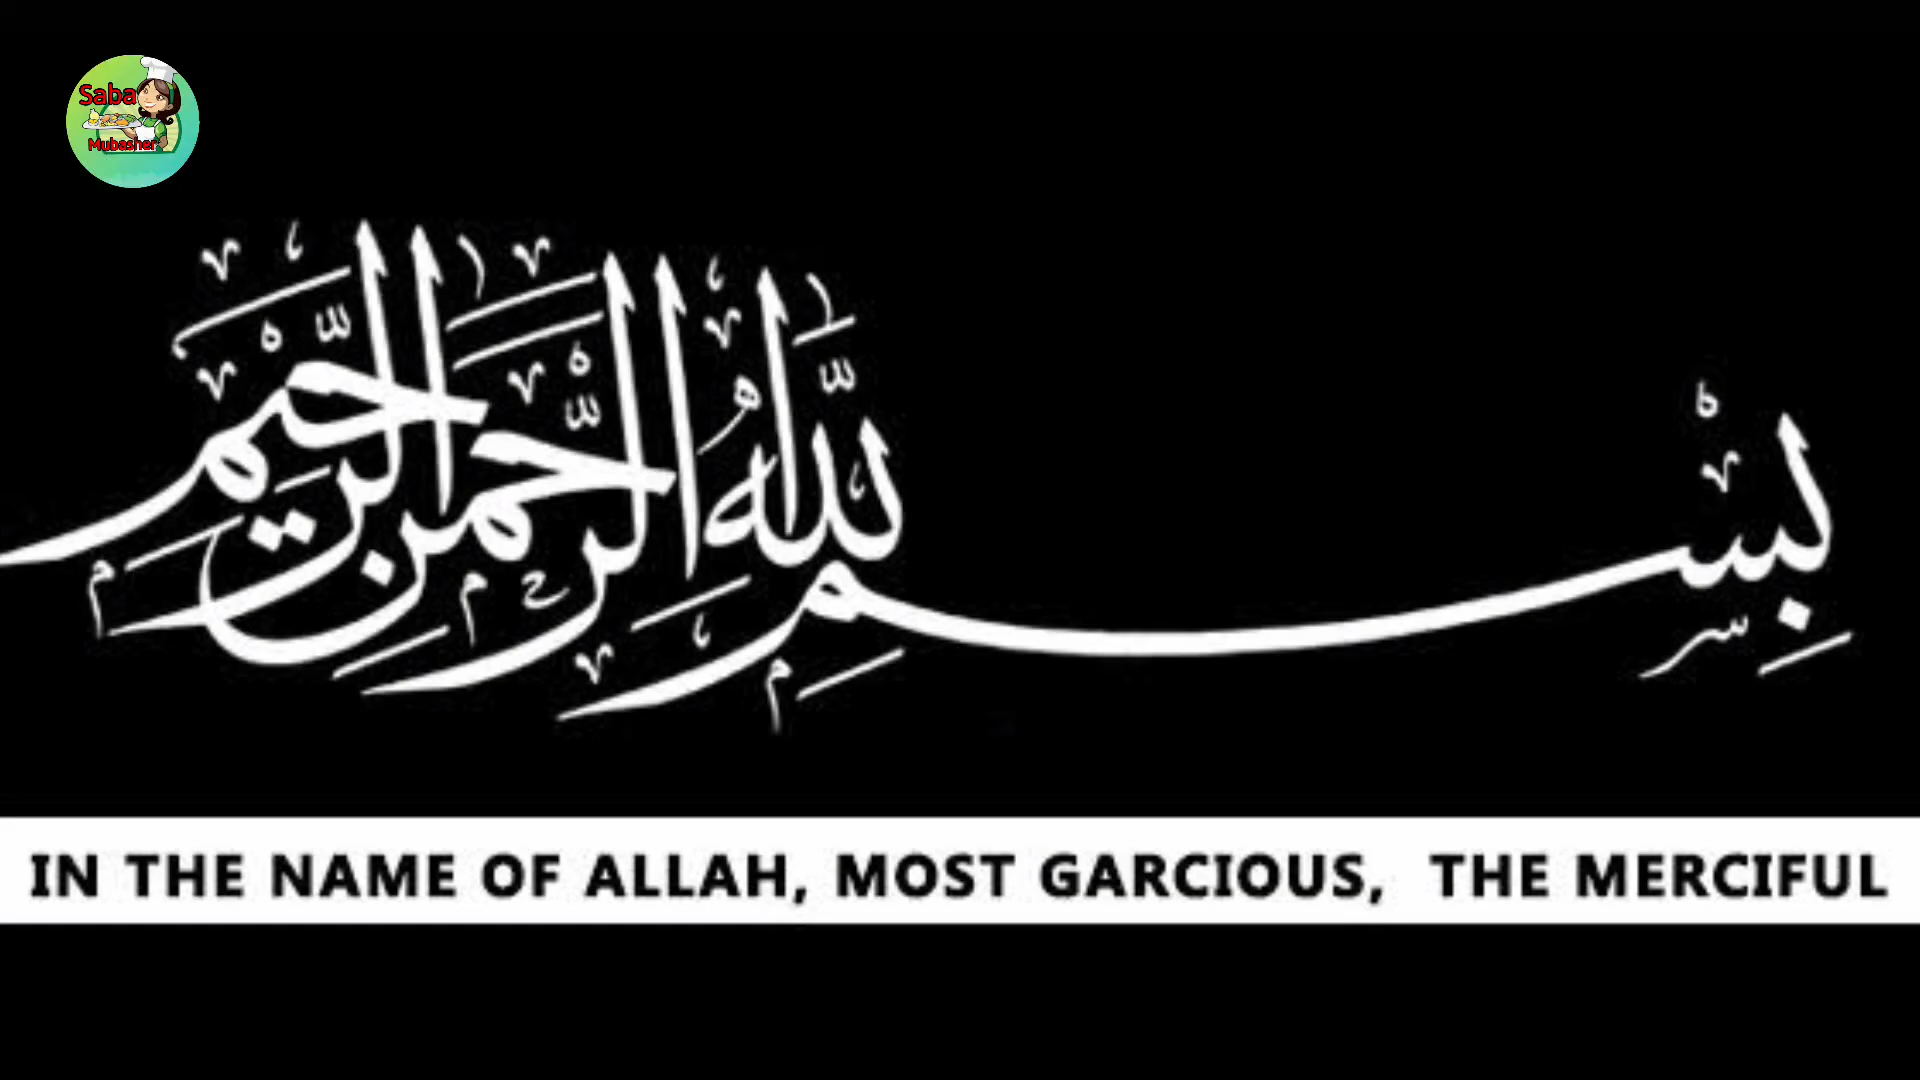 Saba
Mubasher
بِسْمِ اللَّهِ الرَّحْمَنِ الرَّحِيْمِ
IN THE NAME OF ALLAH, MOST GARCIOUS, THE MERCIFUL